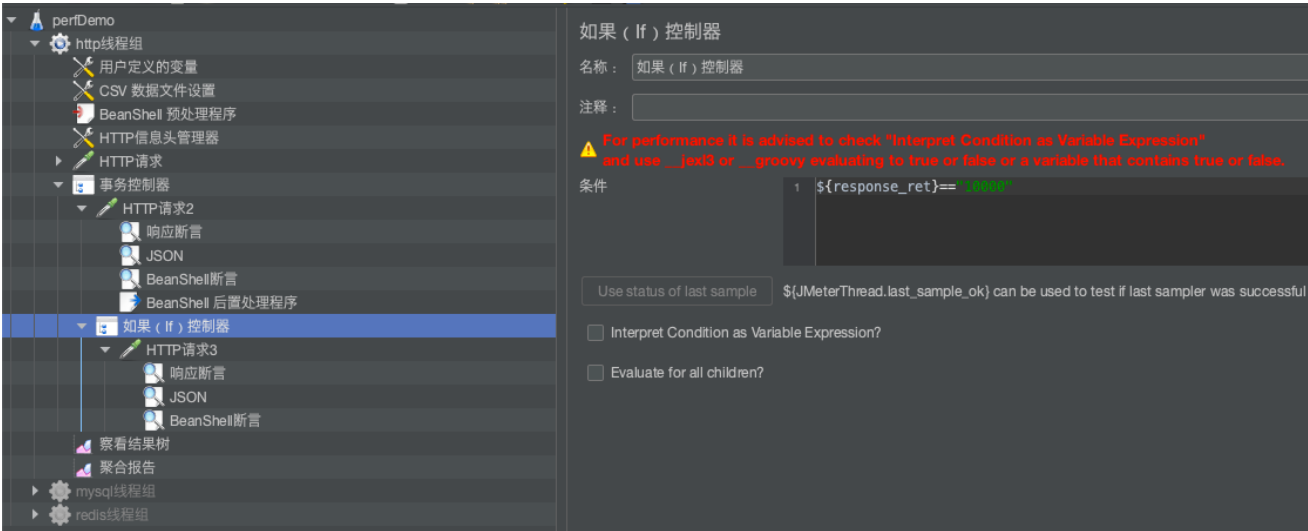 perfDemo
http线程组
用户定义的变量
CSV 数据文件设置
BeanShell 预处理程序
HTTP信息头管理器
HTTP请求
事务控制器
HTTP请求2
响应断言
JSON
BeanShell断言
BeanShell 后置处理程序
如果（If）控制器
HTTP请求3
响应断言
JSON
BeanShell断言
察看结果树
聚合报告
mysql线程组
redis线程组
如果（If）控制器
名称： 如果（If）控制器
注释：
For performance it is advised to check "Interpret Condition as Variable Expression"
and use __jexl3 or __groovy evaluating to true or false or a variable that contains true or false.
条件
1 ${response_ret}=="10000"
Use status of last sample ${JMeterThread.last_sample_ok} can be used to test if last sampler was successful
Interpret Condition as Variable Expression?
Evaluate for all children?